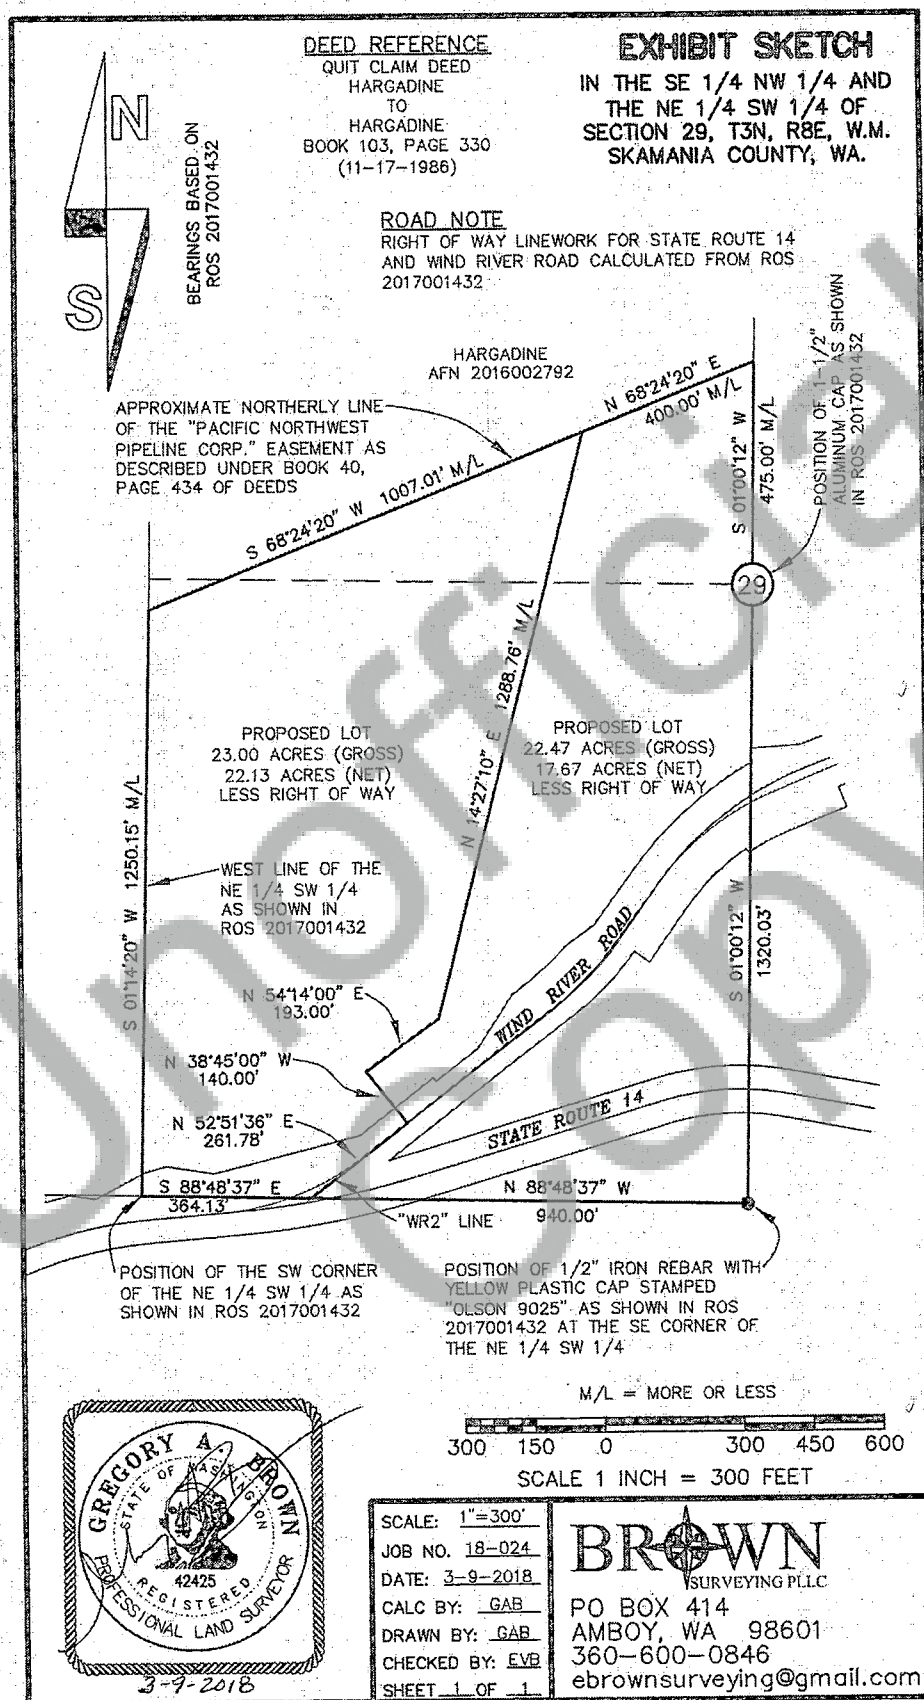 DEED REFERENCE
QUIT CLAIM DEED
HARGADINE
TO
HARGADINE
BOOK 103, PAGE 330
(11-17-1986)
EXHIBIT SKETCH
IN THE SE 1/4 NW 1/4 AND
THE NE 1/4 SW 1/4 OF
SECTION 29, T3N, R8E, W.M.
SKAMANIA COUNTY, WA.
N
S
BEARINGS BASED ON
ROS 2017001432
ROAD NOTE
RIGHT OF WAY LINEWORK FOR STATE ROUTE 14
AND WIND RIVER ROAD CALCULATED FROM ROS
2017001432
HARGADINE
AFN 2016002792
N 68°24'20" E
400.00' M/L
APPROXIMATE NORTHERLY LINE
OF THE "PACIFIC NORTHWEST
PIPELINE CORP." EASEMENT AS
DESCRIBED UNDER BOOK 40,
PAGE 434 OF DEEDS
S 68°24'20" W 1007.01' M/L
S 01°00'12" W
475.00' M/L
POSITION OF 1-1/2"
ALUMINUM CAP AS SHOWN
IN ROS 2017001432
29
N 14°27'10" E 1288.76' M/L
PROPOSED LOT
23.00 ACRES (GROSS)
22.13 ACRES (NET)
LESS RIGHT OF WAY
PROPOSED LOT
22.47 ACRES (GROSS)
17.67 ACRES (NET)
LESS RIGHT OF WAY
S 01°14'20" W 1250.15' M/L
WEST LINE OF THE
NE 1/4 SW 1/4
AS SHOWN IN
ROS 2017001432
S 01°00'12" W
1320.03'
WIND RIVER ROAD
N 54°14'00" E
193.00'
N 38°45'00" W
140.00'
N 52°51'36" E
261.78'
STATE ROUTE 14
S 88°48'37" E
364.13'
N 88°48'37" W
940.00'
"WR2" LINE
POSITION OF THE SW CORNER
OF THE NE 1/4 SW 1/4 AS
SHOWN IN ROS 2017001432
POSITION OF 1/2" IRON REBAR WITH
YELLOW PLASTIC CAP STAMPED
"OLSON 9025" AS SHOWN IN ROS
2017001432 AT THE SE CORNER OF
THE NE 1/4 SW 1/4
M/L = MORE OR LESS
300 150 0 300 450 600
SCALE 1 INCH = 300 FEET
GREGORY A. BROWN
STATE OF WASHINGTON
42425
REGISTERED
PROFESSIONAL LAND SURVEYOR
3-9-2018
SCALE: 1"=300'
JOB NO. 18-024
DATE: 3-9-2018
CALC BY: GAB
DRAWN BY: GAB
CHECKED BY: EVB
SHEET 1 OF 1
BROWN
SURVEYING PLLC
PO BOX 414
AMBOY, WA 98601
360-600-0846
ebrownsurveying@gmail.com
Unofficial
Copy